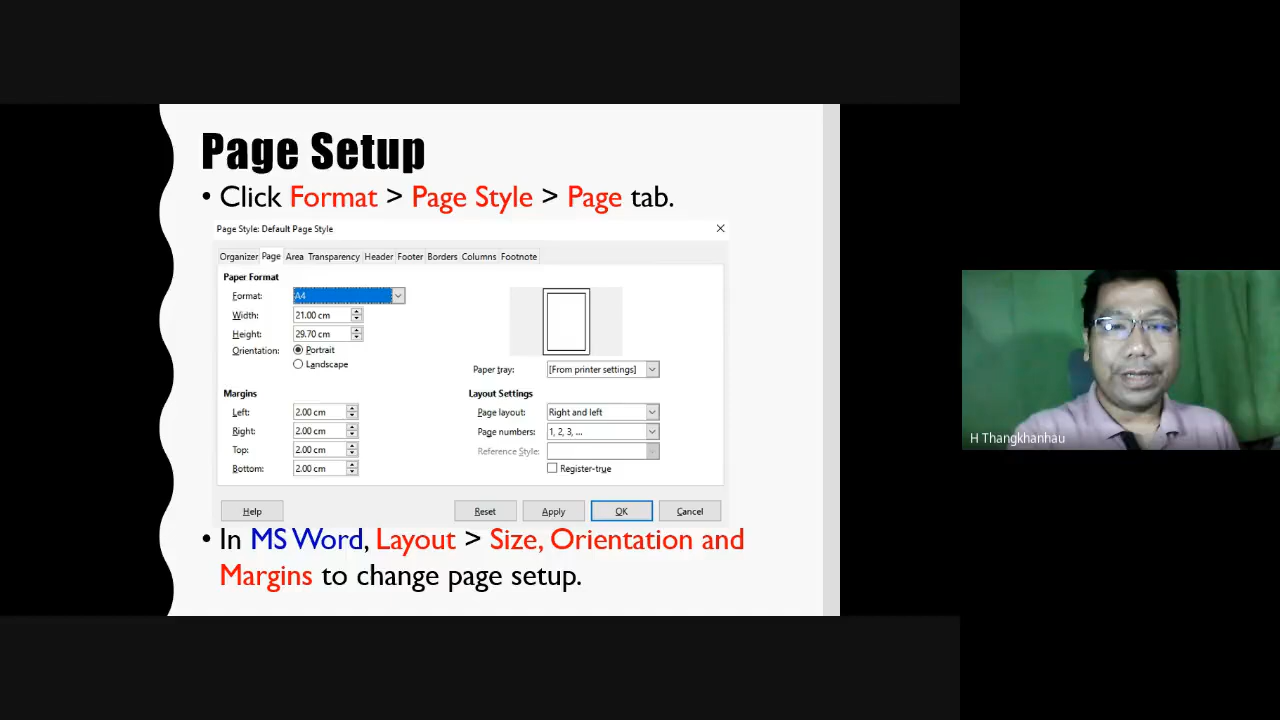 Page Setup
• Click Format > Page Style > Page tab.
Page Style: Default Page Style
Organizer Page Area Transparency Header Footer Borders Columns Footnote
Paper Format
Format: A4
Width: 21.00 cm
Height: 29.70 cm
Orientation: Portrait
Landscape
Paper tray: [From printer settings]
Margins
Left: 2.00 cm
Right: 2.00 cm
Top: 2.00 cm
Bottom: 2.00 cm
Layout Settings
Page layout: Right and left
Page numbers: 1, 2, 3, ...
Reference Style:
Register-true
Help Reset Apply OK Cancel
• In MS Word, Layout > Size, Orientation and
Margins to change page setup.
H Thangkhanhau